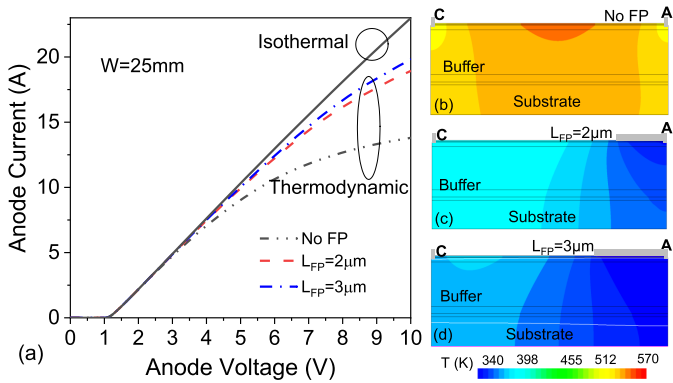 Isothermal
W=25mm
Thermodynamic
No FP
L_FP=2μm
L_FP=3μm
20
15
10
5
0
0 1 2 3 4 5 6 7 8 9 10
Anode Current (A)
Anode Voltage (V)
(a)
C No FP A
Buffer
Substrate
(b)
C L_FP=2μm A
Buffer
Substrate
(c)
C L_FP=3μm A
Buffer
Substrate
(d)
T (K) 340 398 455 512 570